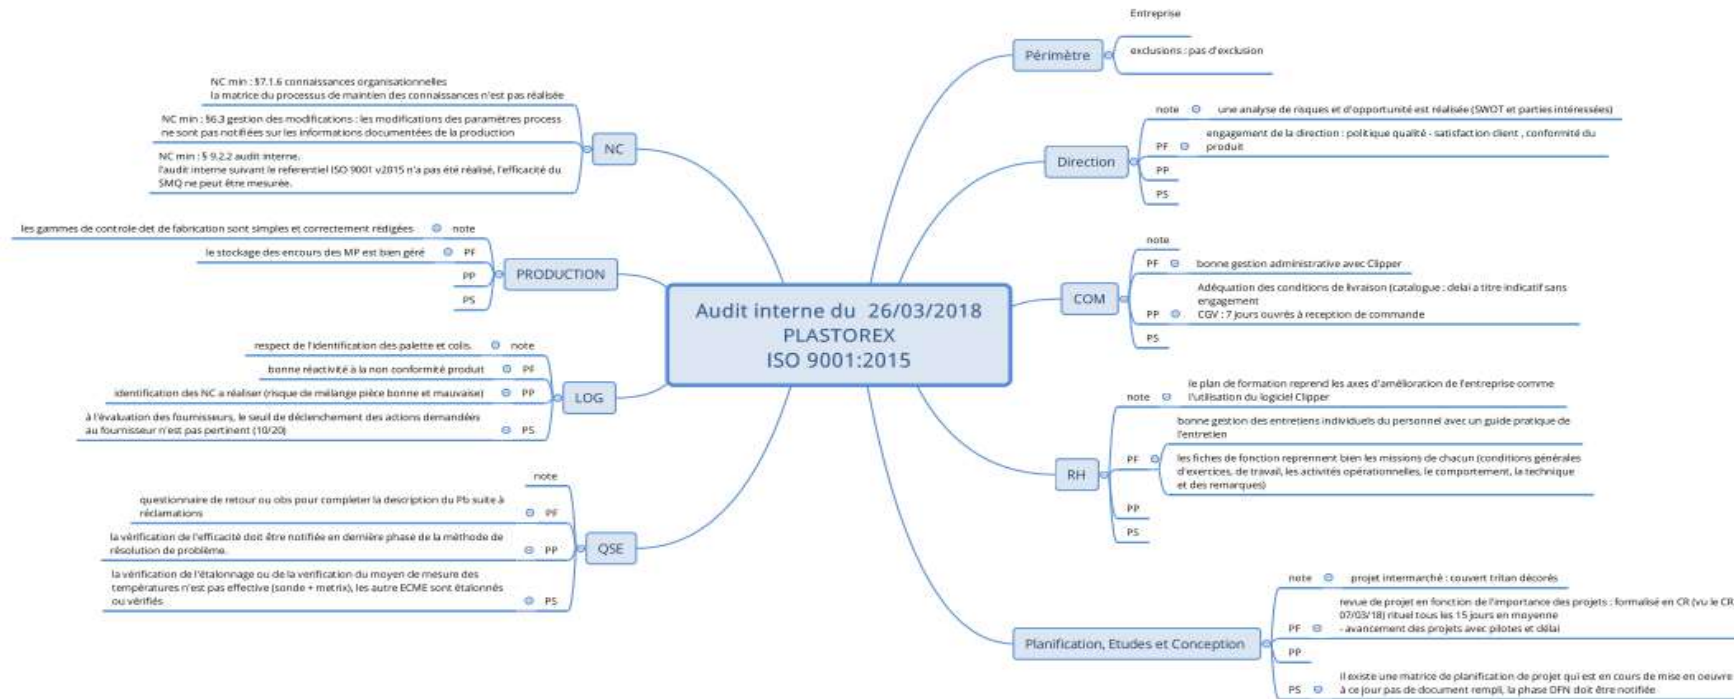 Audit interne du 26/03/2018
PLASTOREX
ISO 9001:2015
Périmètre
Entreprise
exclusions : pas d'exclusion
Direction
note
une analyse de risques et d'opportunité est réalisée (SWOT et parties intéressées)
PF
engagement de la direction : politique qualité - satisfaction client , conformité du
produit
PP
PS
COM
note
PF
bonne gestion administrative avec Clipper
PP
Adéquation des conditions de livraison (catalogue : delai a titre indicatif sans
engagement
CGV : 7 jours ouvrés à reception de commande
PS
RH
note
le plan de formation reprend les axes d'amélioration de l'entreprise comme
l'utilisation du logiciel Clipper
PF
bonne gestion des entretiens individuels du personnel avec un guide pratique de
l'entretien
les fiches de fonction reprennent bien les missions de chacun (conditions générales
d'exercices, de travail, les activités opérationnelles, le comportement, la technique
et des remarques)
PP
PS
Planification, Etudes et Conception
note
projet intermarché : couvert tritan décorés
PF
revue de projet en fonction de l'importance des projets : formalisé en CR (vu le CR
07/03/18) rituel tous les 15 jours en moyenne
- avancement des projets avec pilotes et délai
PP
PS
il existe une matrice de planification de projet qui est en cours de mise en oeuvre
à ce jour pas de document rempli, la phase DFN doit être notifiée
NC
NC min : §7.1.6 connaissances organisationnelles
la matrice du processus de maintien des connaissances n'est pas réalisée
NC min : §6.3 gestion des modifications : les modifications des paramètres process
ne sont pas notifiées sur les informations documentées de la production
NC min : § 9.2.2 audit interne.
l'audit interne suivant le referentiel ISO 9001 v2015 n'a pas été réalisé, l'efficacité du
SMQ ne peut être mesurée.
PRODUCTION
les gammes de controle det de fabrication sont simples et correctement rédigées
note
le stockage des encours des MP est bien géré
PF
PP
PS
LOG
respect de l'identification des palette et colis.
note
bonne réactivité à la non conformité produit
PF
identification des NC a réaliser (risque de mélange pièce bonne et mauvaise)
PP
à l'évaluation des fournisseurs, le seuil de déclenchement des actions demandées
au fournisseur n'est pas pertinent (10/20)
PS
QSE
note
questionnaire de retour ou obs pour completer la description du Pb suite à
réclamations
PF
la vérification de l'efficacité doit être notifiée en dernière phase de la méthode de
résolution de problème.
PP
la vérification de l'étalonnage ou de la verification du moyen de mesure des
températures n'est pas effective (sonde + metrix), les autre ECME sont étalonnés
ou vérifiés
PS